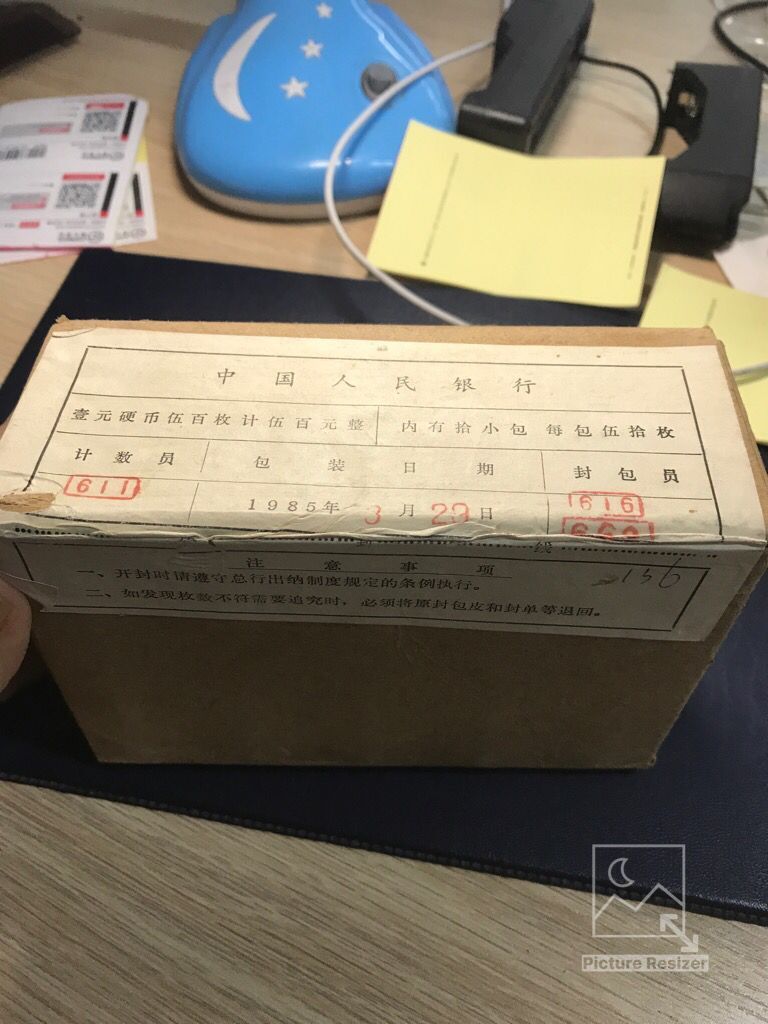 中国人民银行
壹元硬币伍百枚计伍百元整 内有拾小包 每包伍拾枚
计数员 包装日期 封包员
611 1985年3月29日 616
660
封 线
注意事项
一、开封时请遵守总行出纳制度规定的条例执行。 156
二、如发现枚数不符需要追究时，必须将原封包皮和封单等退回。
Picture Resizer